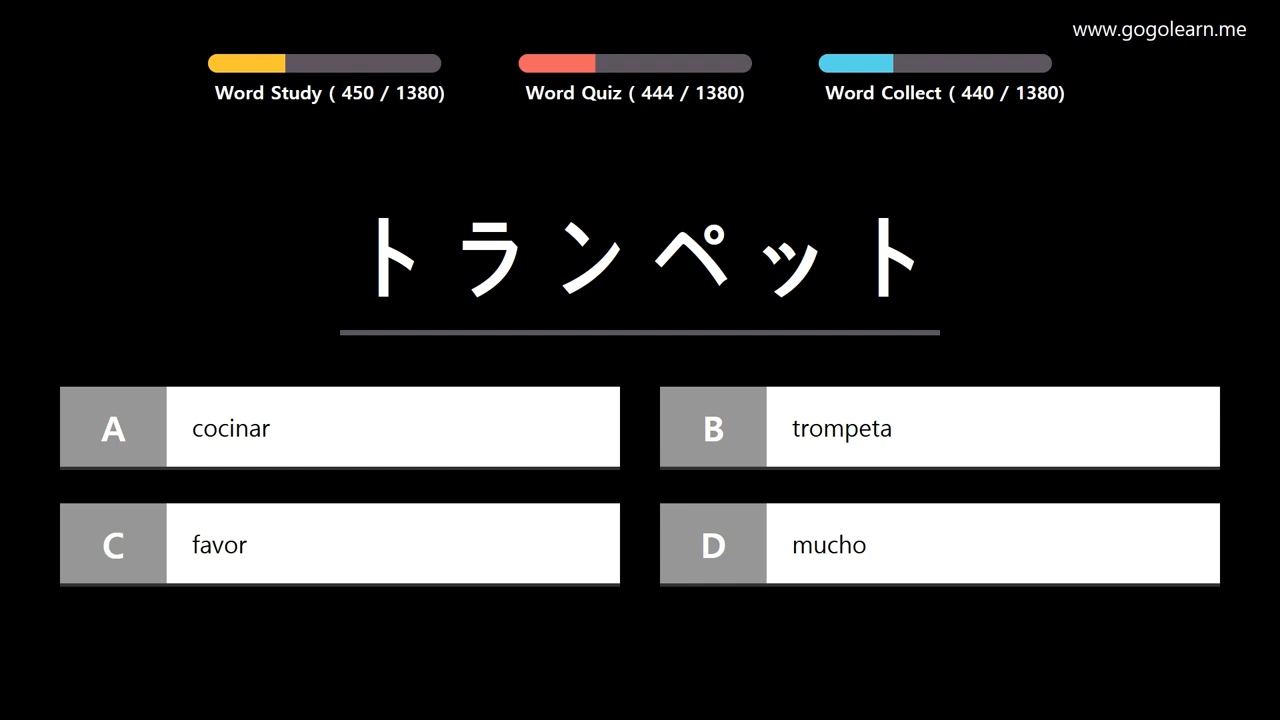 www.gogolearn.me
Word Study ( 450 / 1380)
Word Quiz ( 444 / 1380)
Word Collect ( 440 / 1380)
トランペット
A cocinar
B trompeta
C favor
D mucho